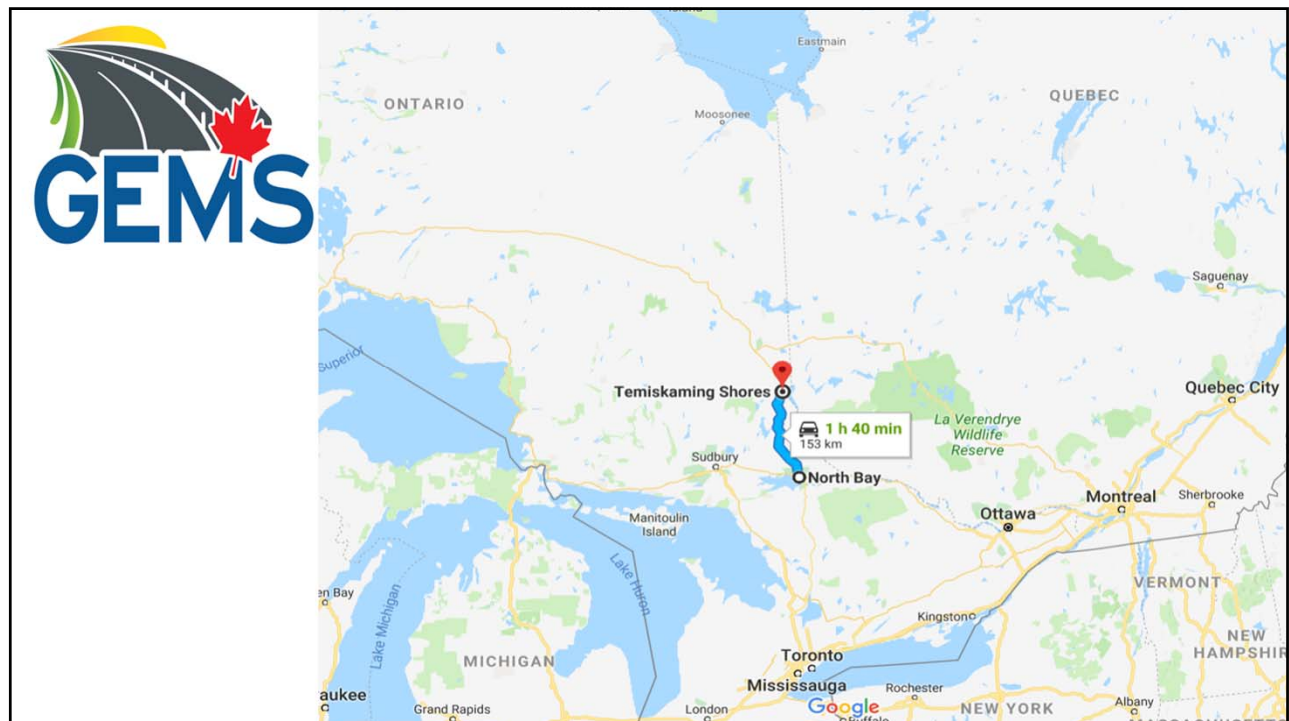 GEMS
Island
Eastmain
ONTARIO
QUEBEC
Moosonee
Saguenay
Superior
Temiskaming Shores
1 h 40 min
153 km
La Verendrye
Wildlife
Reserve
Quebec City
Sudbury
North Bay
Montreal
Sherbrooke
Ottawa
Manitoulin
Island
Lake Huron
VERMONT
en Bay
Lake Michigan
Kingston
NEW
HAMPSHIR
MICHIGAN
Toronto
Mississauga
Rochester
aukee
Grand Rapids
London
Google
NEW YORK
Albany